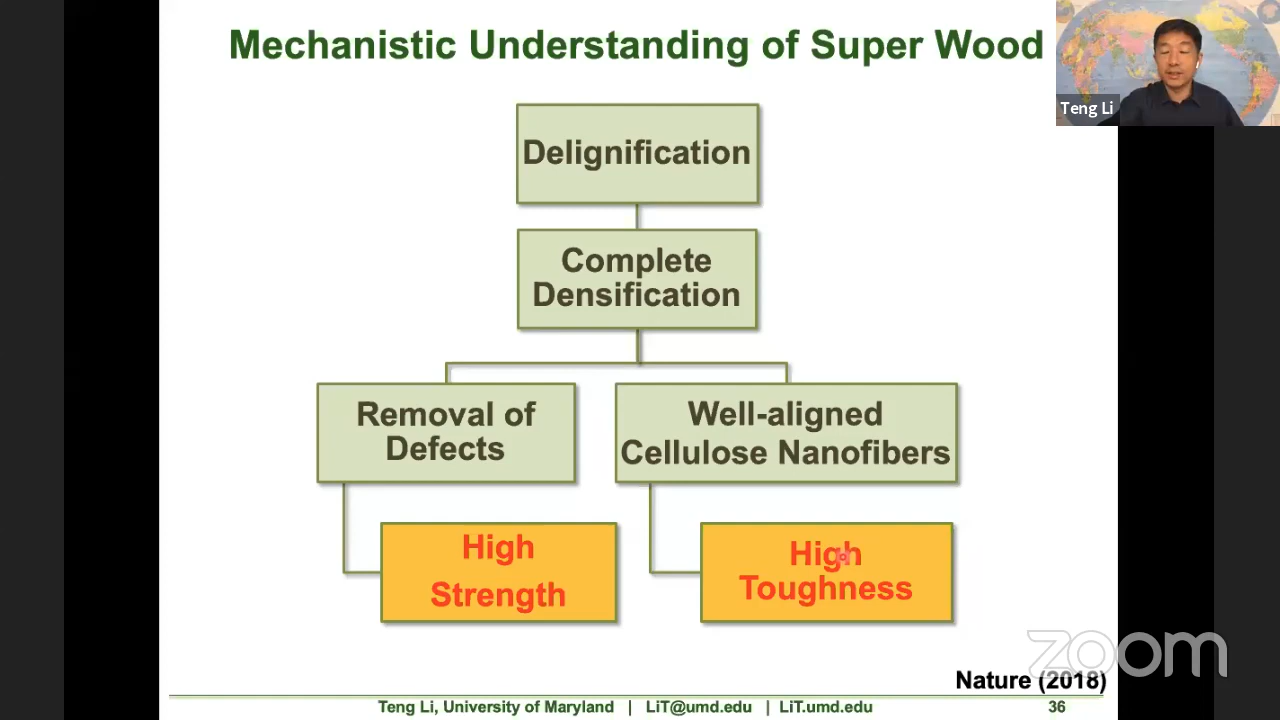 Mechanistic Understanding of Super Wood
Teng Li
Delignification
Complete
Densification
Removal of
Defects
Well-aligned
Cellulose Nanofibers
High
Strength
High
Toughness
zoom
Nature (2018)
Teng Li, University of Maryland | LiT@umd.edu | LiT.umd.edu 36